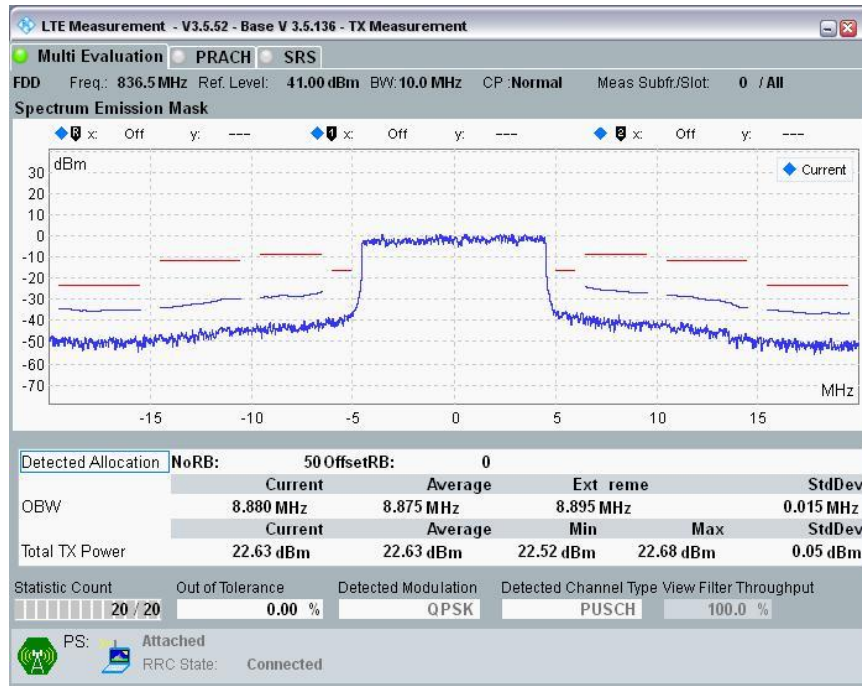 LTE Measurement - V3.5.52 - Base V 3.5.136 - TX Measurement
Multi Evaluation PRACH SRS
FDD Freq.: 836.5 MHz Ref. Level: 41.00 dBm BW: 10.0 MHz CP :Normal Meas Subfr./Slot: 0 / All
Spectrum Emission Mask
R x: Off y: --- 1 x: Off y: --- 2 x: Off y: ---
dBm
Current
30
20
10
0
-10
-20
-30
-40
-50
-60
-70
MHz
-15 -10 -5 0 5 10 15
Detected Allocation NoRB: 50 OffsetRB: 0
Current Average Ext reme StdDev
OBW 8.880 MHz 8.875 MHz 8.895 MHz 0.015 MHz
Current Average Min Max StdDev
Total TX Power 22.63 dBm 22.63 dBm 22.52 dBm 22.68 dBm 0.05 dBm
Statistic Count Out of Tolerance Detected Modulation Detected Channel Type View Filter Throughput
20 / 20 0.00 % QPSK PUSCH 100.0 %
PS: Attached
RRC State: Connected